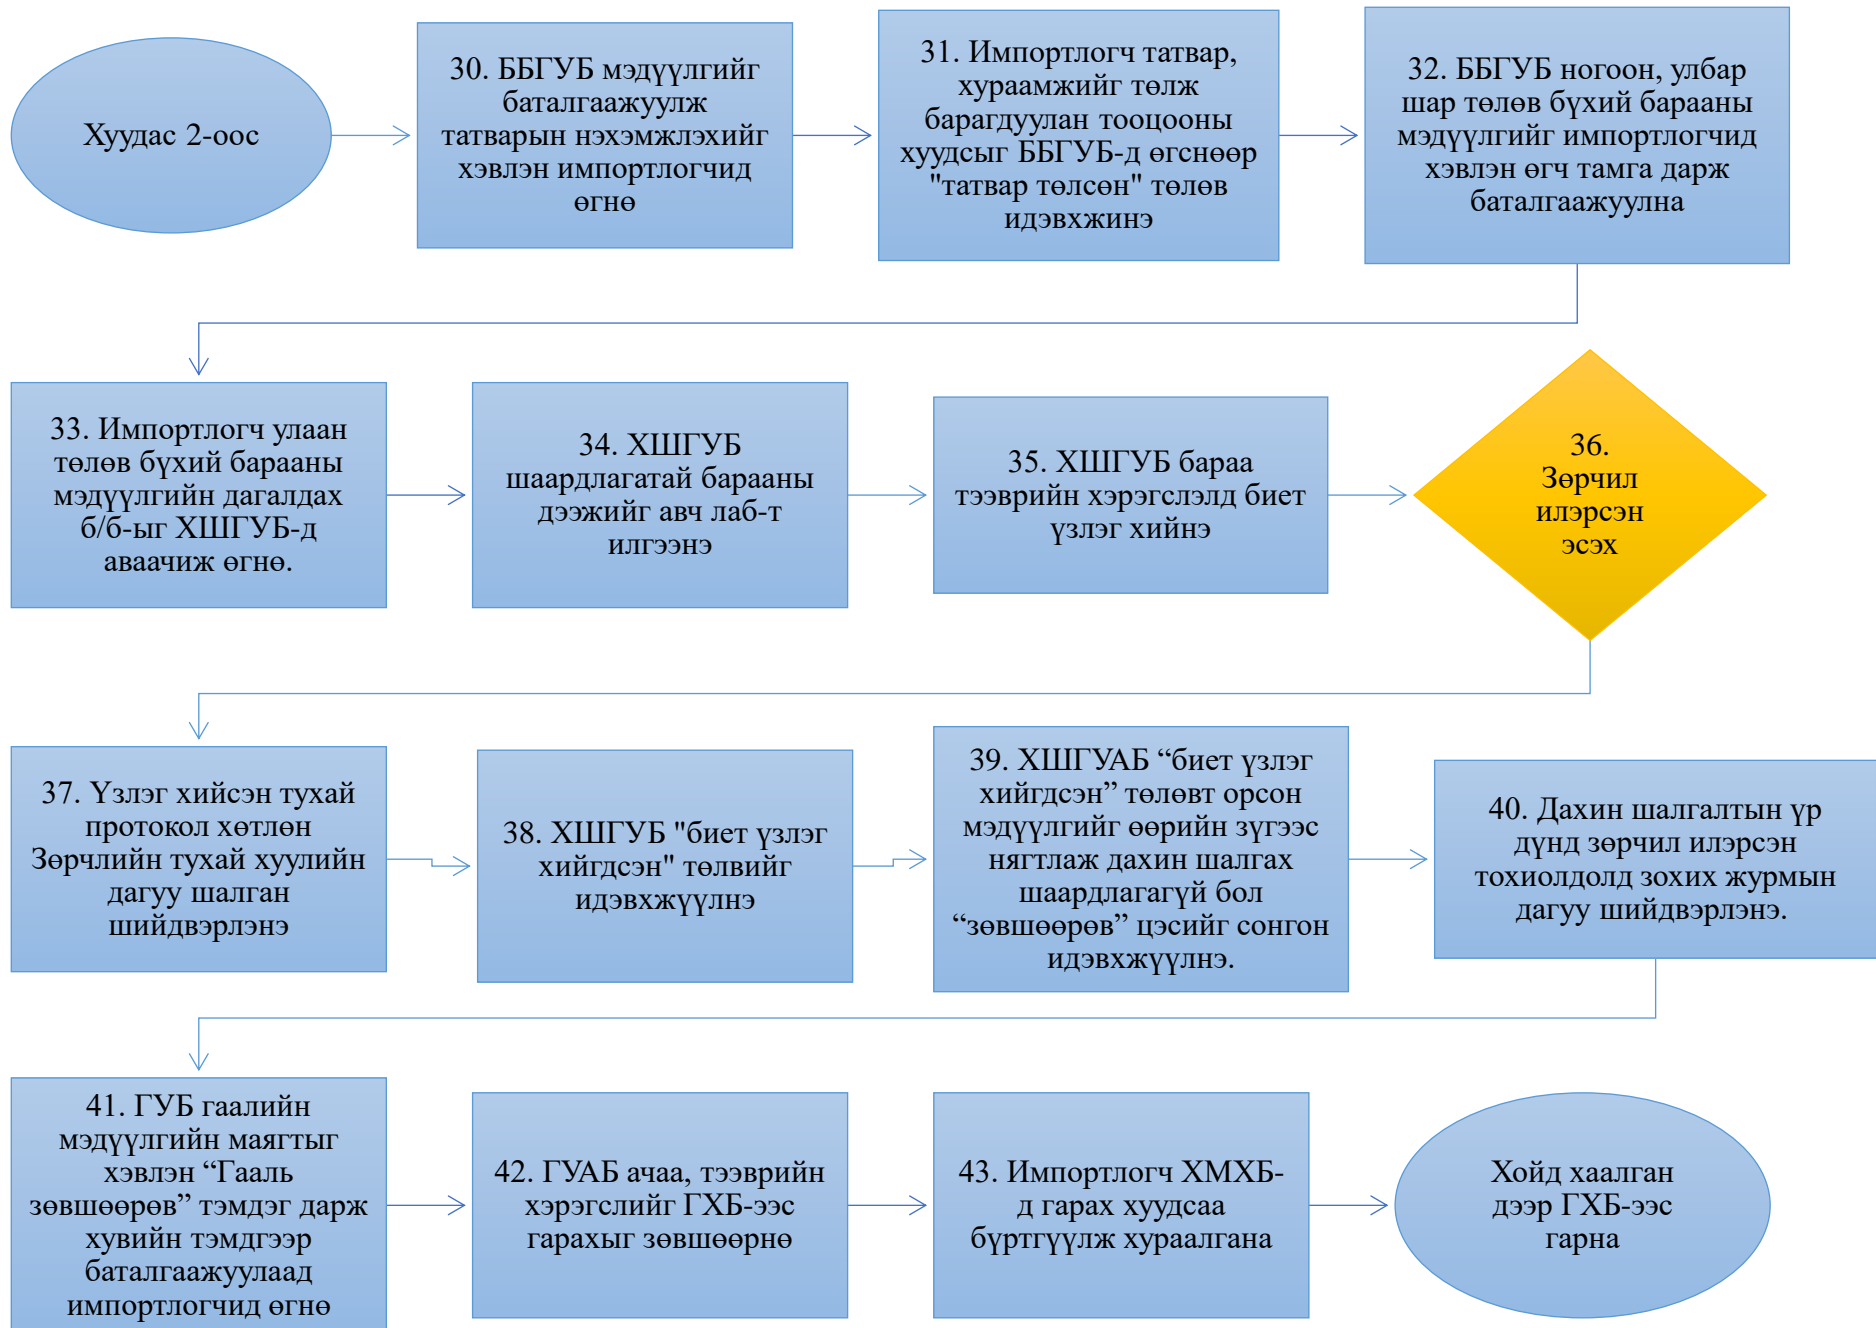 Хуудас 2-оос
30. ББГУБ мэдүүлгийг
баталгаажуулж
татварын нэхэмжлэхийг
хэвлэн импортлогчид
өгнө
31. Импортлогч татвар,
хураамжийг төлж
барагдуулан тооцооны
хуудсыг ББГУБ-д өгснөөр
"татвар төлсөн" төлөв
идэвхжинэ
32. ББГУБ ногоон, улбар
шар төлөв бүхий барааны
мэдүүлгийг импортлогчид
хэвлэн өгч тамга дарж
баталгаажуулна
33. Импортлогч улаан
төлөв бүхий барааны
мэдүүлгийн дагалдах
б/б-ыг ХШГУБ-д
аваачиж өгнө.
34. ХШГУБ
шаардлагатай барааны
дээжийг авч лаб-т
илгээнэ
35. ХШГУБ бараа
тээврийн хэрэгслэлд биет
үзлэг хийнэ
36.
Зөрчил
илэрсэн
эсэх
37. Үзлэг хийсэн тухай
протокол хөтлөн
Зөрчлийн тухай хуулийн
дагуу шалган
шийдвэрлэнэ
38. ХШГУБ "биет үзлэг
хийгдсэн" төлвийг
идэвхжүүлнэ
39. ХШГУАБ “биет үзлэг
хийгдсэн” төлөвт орсон
мэдүүлгийг өөрийн зүгээс
нягтлаж дахин шалгах
шаардлагагүй бол
“зөвшөөрөв” цэсийг сонгон
идэвхжүүлнэ.
40. Дахин шалгалтын үр
дүнд зөрчил илэрсэн
тохиолдолд зохих журмын
дагуу шийдвэрлэнэ.
41. ГУБ гаалийн
мэдүүлгийн маягтыг
хэвлэн “Гааль
зөвшөөрөв” тэмдэг дарж
хувийн тэмдгээр
баталгаажуулаад
импортлогчид өгнө
42. ГУАБ ачаа, тээврийн
хэрэгслийг ГХБ-ээс
гарахыг зөвшөөрнө
43. Импортлогч ХМХБ-
д гарах хуудсаа
бүртгүүлж хураалгана
Хойд хаалган
дээр ГХБ-ээс
гарна